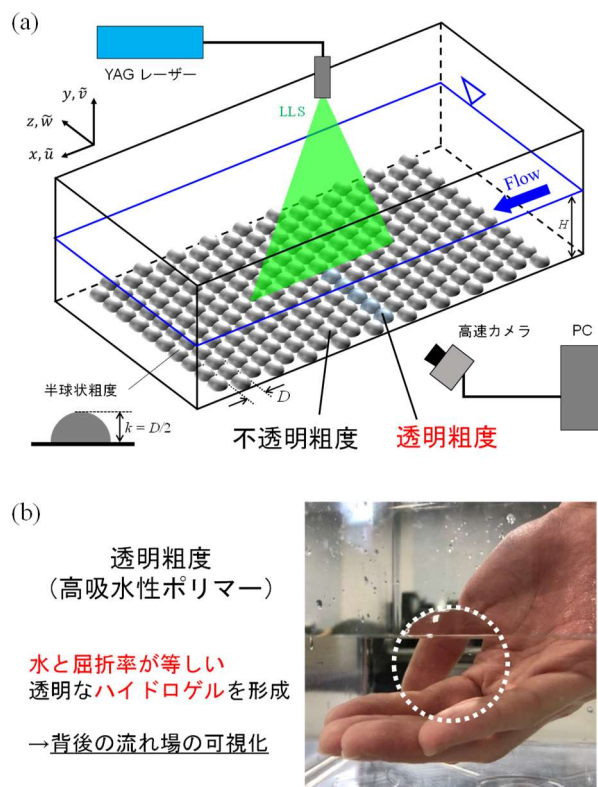 (a)
YAG レーザー
LLS
y, ṽ
z, w̃
x, ũ
Flow
H
高速カメラ
PC
半球状粗度
D
k = D/2
不透明粗度
透明粗度
(b)
透明粗度
（高吸水性ポリマー）
水と屈折率が等しい
透明なハイドロゲルを形成
→背後の流れ場の可視化